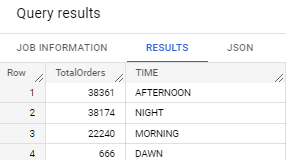 Query results
JOB INFORMATION RESULTS JSON
Row TotalOrders TIME
1 38361 AFTERNOON
2 38174 NIGHT
3 22240 MORNING
4 666 DAWN